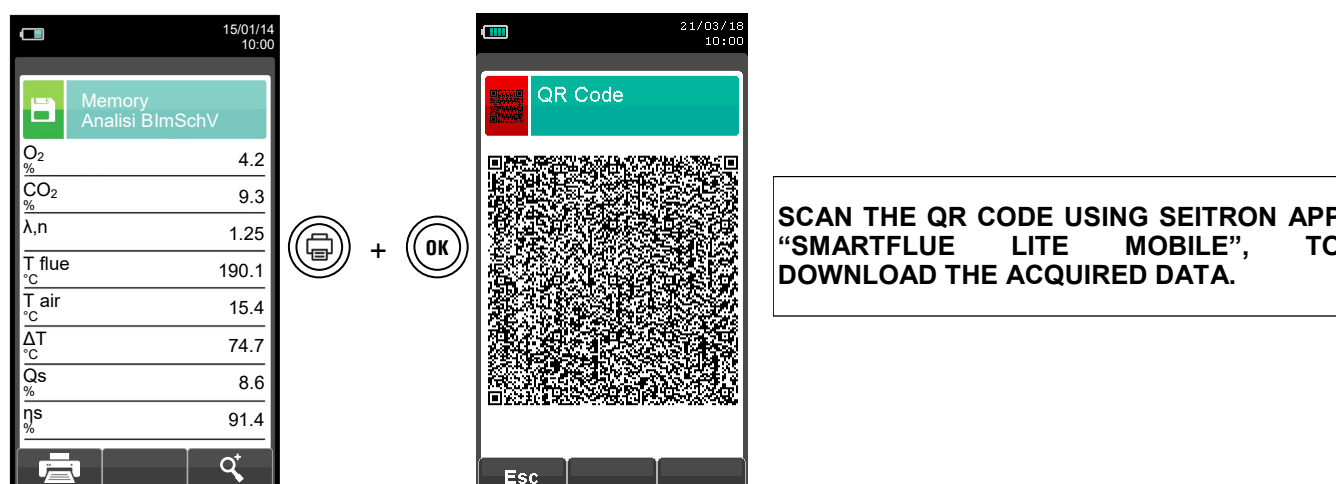 15/01/14
10:00
Memory
Analisi BImSchV
O2
%
4.2
CO2
%
9.3
λ,n
1.25
T flue
°C
190.1
T air
°C
15.4
ΔT
°C
74.7
Qs
%
8.6
ηs
%
91.4
+
OK
21/03/18
10:00
QR Code
Esc
SCAN THE QR CODE USING SEITRON APP
“SMARTFLUE LITE MOBILE”, TO
DOWNLOAD THE ACQUIRED DATA.